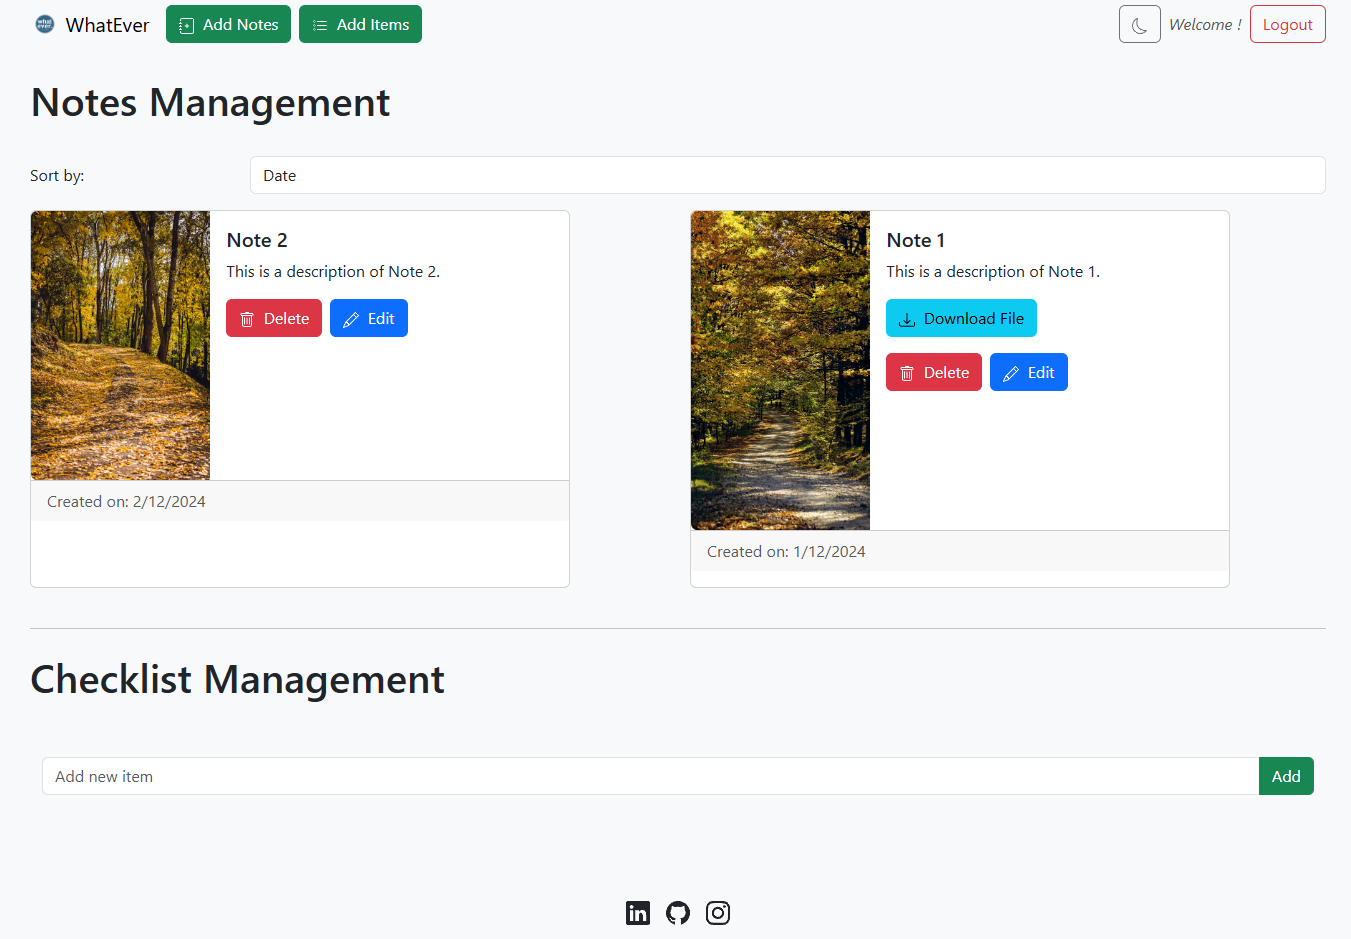 what ever.
WhatEver
Add Notes
Add Items
Welcome !
Logout
Notes Management
Sort by:
Date
Note 2
This is a description of Note 2.
Delete
Edit
Created on: 2/12/2024
Note 1
This is a description of Note 1.
Download File
Delete
Edit
Created on: 1/12/2024
Checklist Management
Add new item
Add